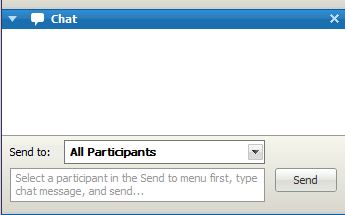 Chat
Send to: All Participants
Select a participant in the Send to menu first, type
chat message, and send...
Send